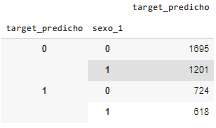 target_predicho
target_predicho sexo_1
0 0 1695
1 1201
1 0 724
1 618